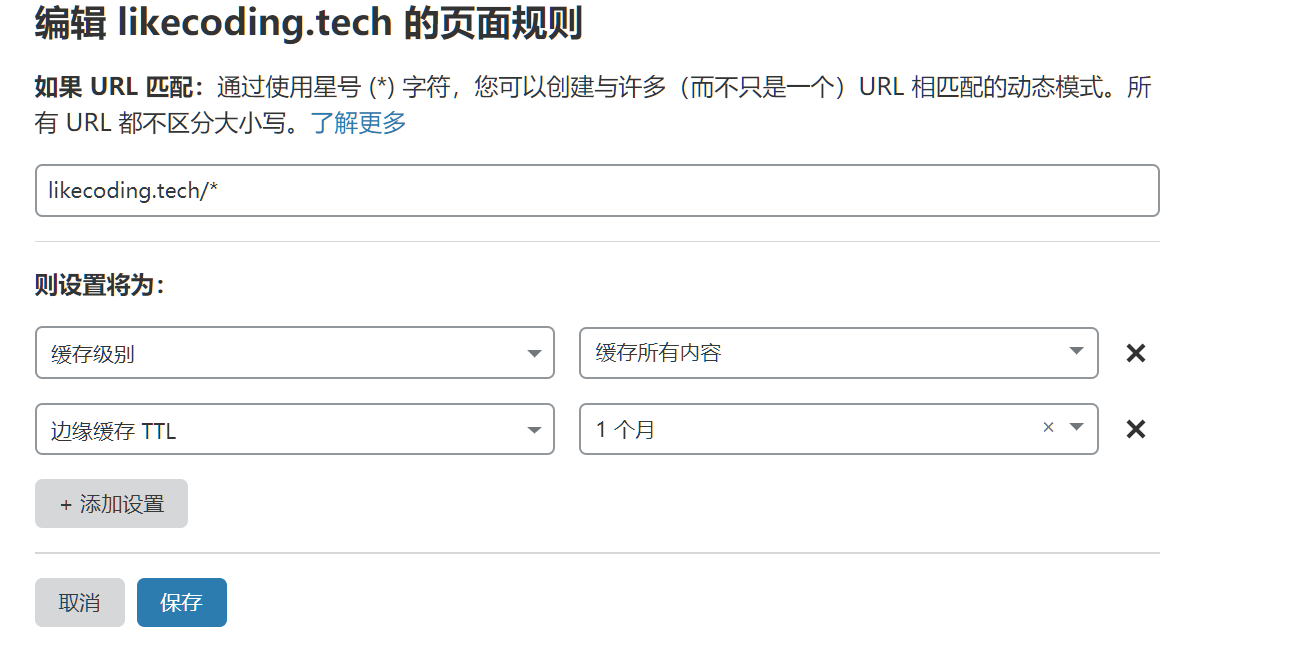 编辑 likecoding.tech 的页面规则
如果 URL 匹配：通过使用星号 (*) 字符，您可以创建与许多（而不只是一个）URL 相匹配的动态模式。所
有 URL 都不区分大小写。了解更多
likecoding.tech/*
则设置将为：
缓存级别 缓存所有内容
边缘缓存 TTL 1 个月
+ 添加设置
取消 保存